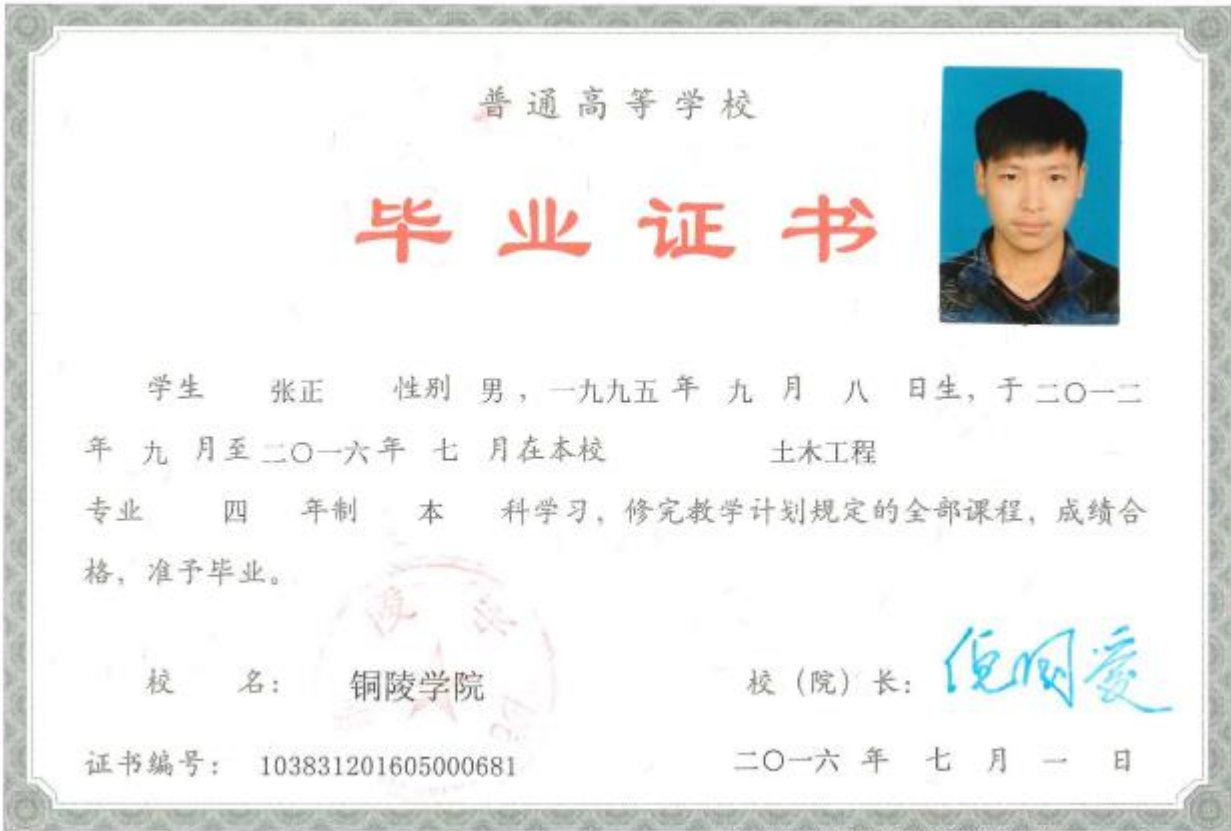 普通高等学校
毕业证书
学生 张正 性别 男，一九九五 年 九 月 八 日生，于 二〇一二
年 九 月至 二〇一六 年 七 月在本校 土木工程
专业 四 年制 本 科学习，修完教学计划规定的全部课程，成绩合
格，准予毕业。
校 名： 铜陵学院
校（院）长： 倪国爱
证书编号： 103831201605000681
二〇一六 年 七 月 一 日